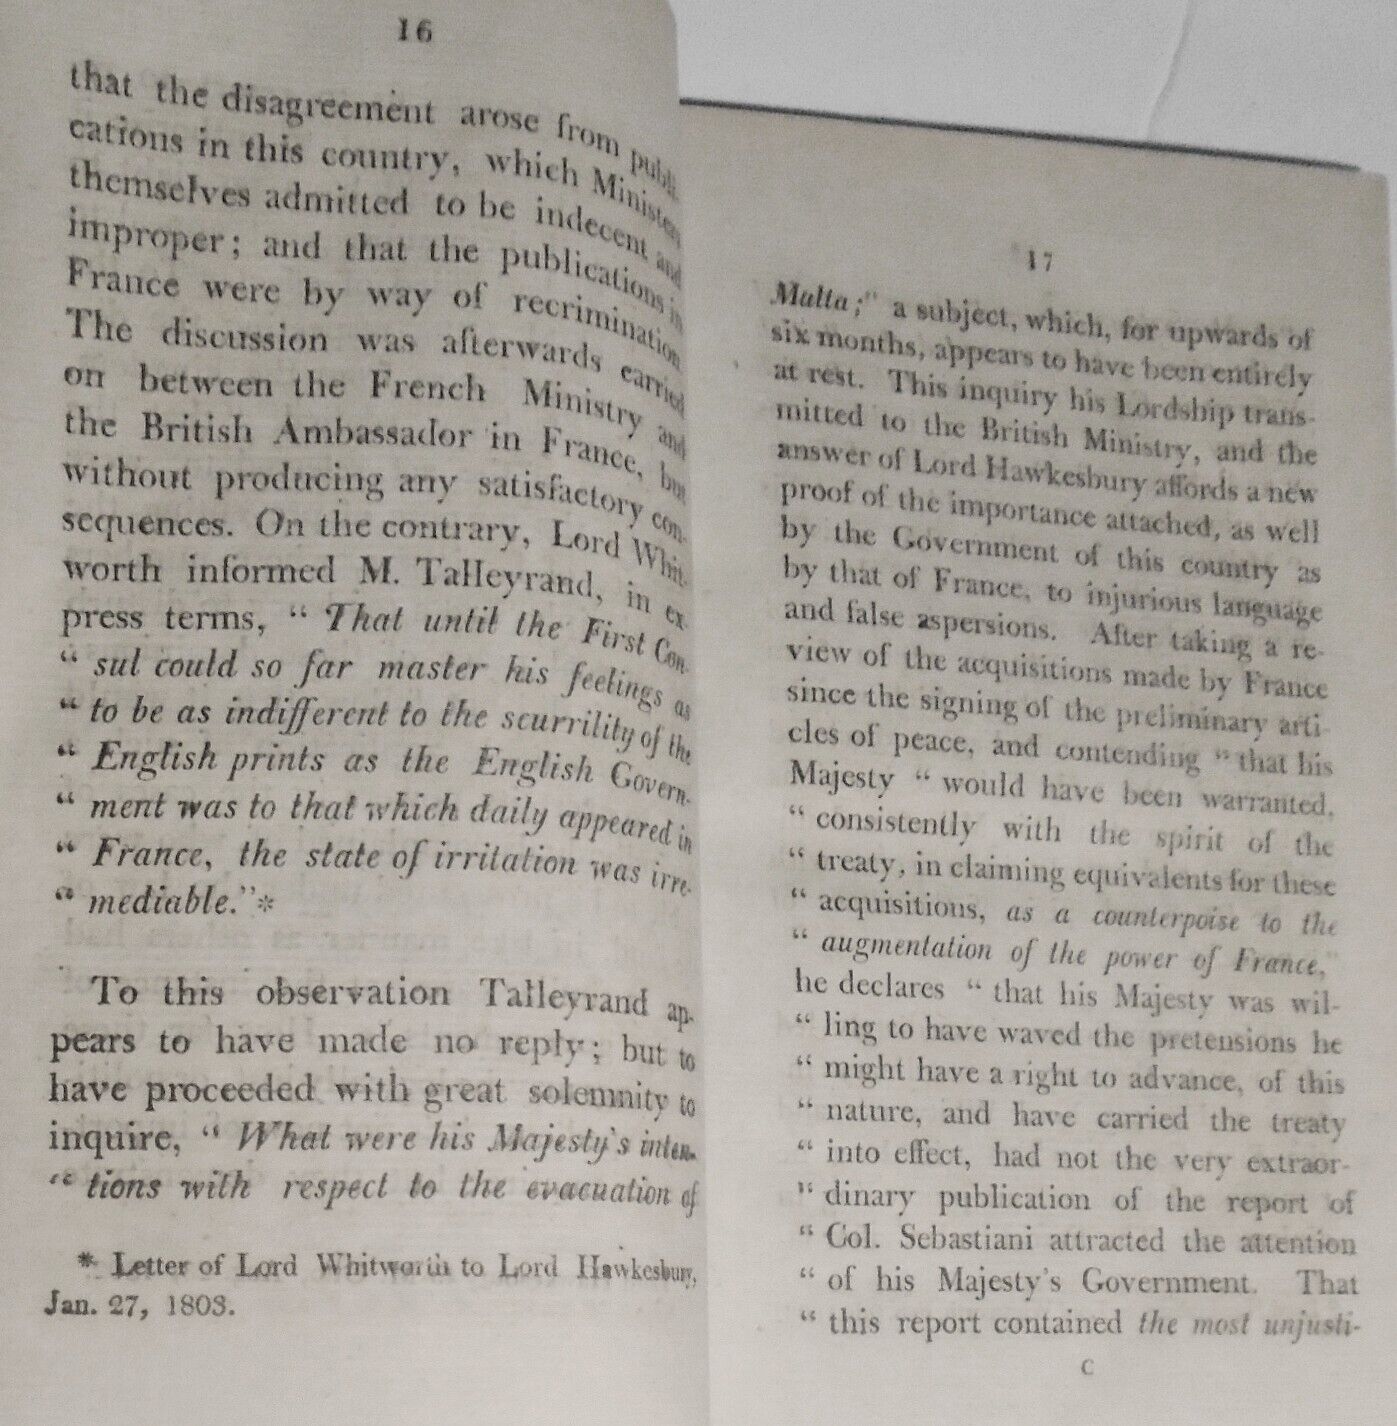 16
that the disagreement arose from publi-
cations in this country, which Ministers
themselves admitted to be indecent and
improper; and that the publications in
France were by way of recrimination.
The discussion was afterwards carried
on between the French Ministry and
the British Ambassador in France, but
without producing any satisfactory con-
sequences. On the contrary, Lord Whit-
worth informed M. Talleyrand, in ex-
press terms, “ That until the First Con-
“ sul could so far master his feelings as
“ to be as indifferent to the scurrility of the
“ English prints as the English Govern-
“ ment was to that which daily appeared in
“ France, the state of irritation was irre-
“ mediable.”*
To this observation Talleyrand ap-
pears to have made no reply; but to
have proceeded with great solemnity to
inquire, “ What were his Majesty's inten-
“ tions with respect to the evacuation of
* Letter of Lord Whitworth to Lord Hawkesbury,
Jan. 27, 1803.
17
Malta;” a subject, which, for upwards of
six months, appears to have been entirely
at rest. This inquiry his Lordship trans-
mitted to the British Ministry, and the
answer of Lord Hawkesbury affords a new
proof of the importance attached, as well
by the Government of this country as
by that of France, to injurious language
and false aspersions. After taking a re-
view of the acquisitions made by France
since the signing of the preliminary arti-
cles of peace, and contending “ that his
Majesty “ would have been warranted,
“ consistently with the spirit of the
“ treaty, in claiming equivalents for these
“ acquisitions, as a counterpoise to the
“ augmentation of the power of France,”
he declares “ that his Majesty was wil-
“ ling to have waved the pretensions he
“ might have a right to advance, of this
“ nature, and have carried the treaty
“ into effect, had not the very extraor-
“ dinary publication of the report of
“ Col. Sebastiani attracted the attention
“ of his Majesty's Government. That
“ this report contained the most unjusti-
C